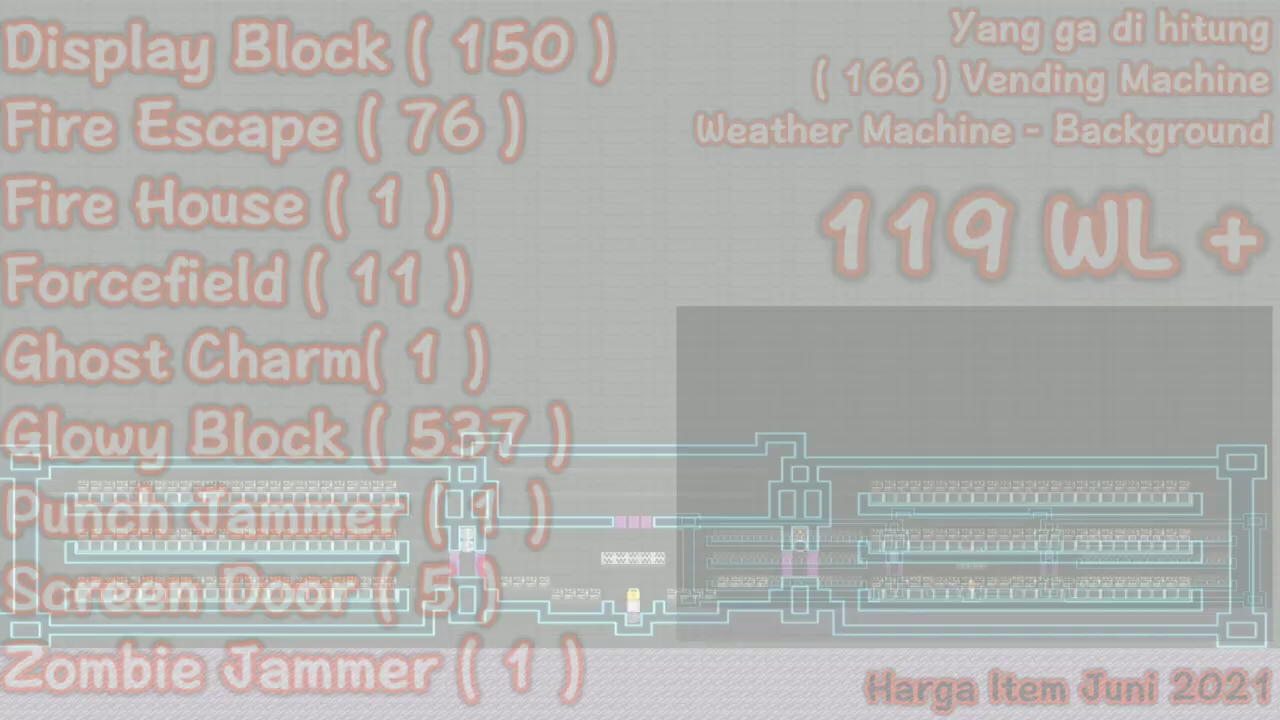 Display Block ( 150 )
Fire Escape ( 76 )
Fire House ( 1 )
Forcefield ( 11 )
Ghost Charm( 1 )
Glowy Block ( 537 )
Punch Jammer ( 1 )
Screen Door ( 5 )
Zombie Jammer ( 1 )
Yang ga di hitung
( 166 ) Vending Machine
Weather Machine - Background
119 WL +
Harga Item Juni 2021